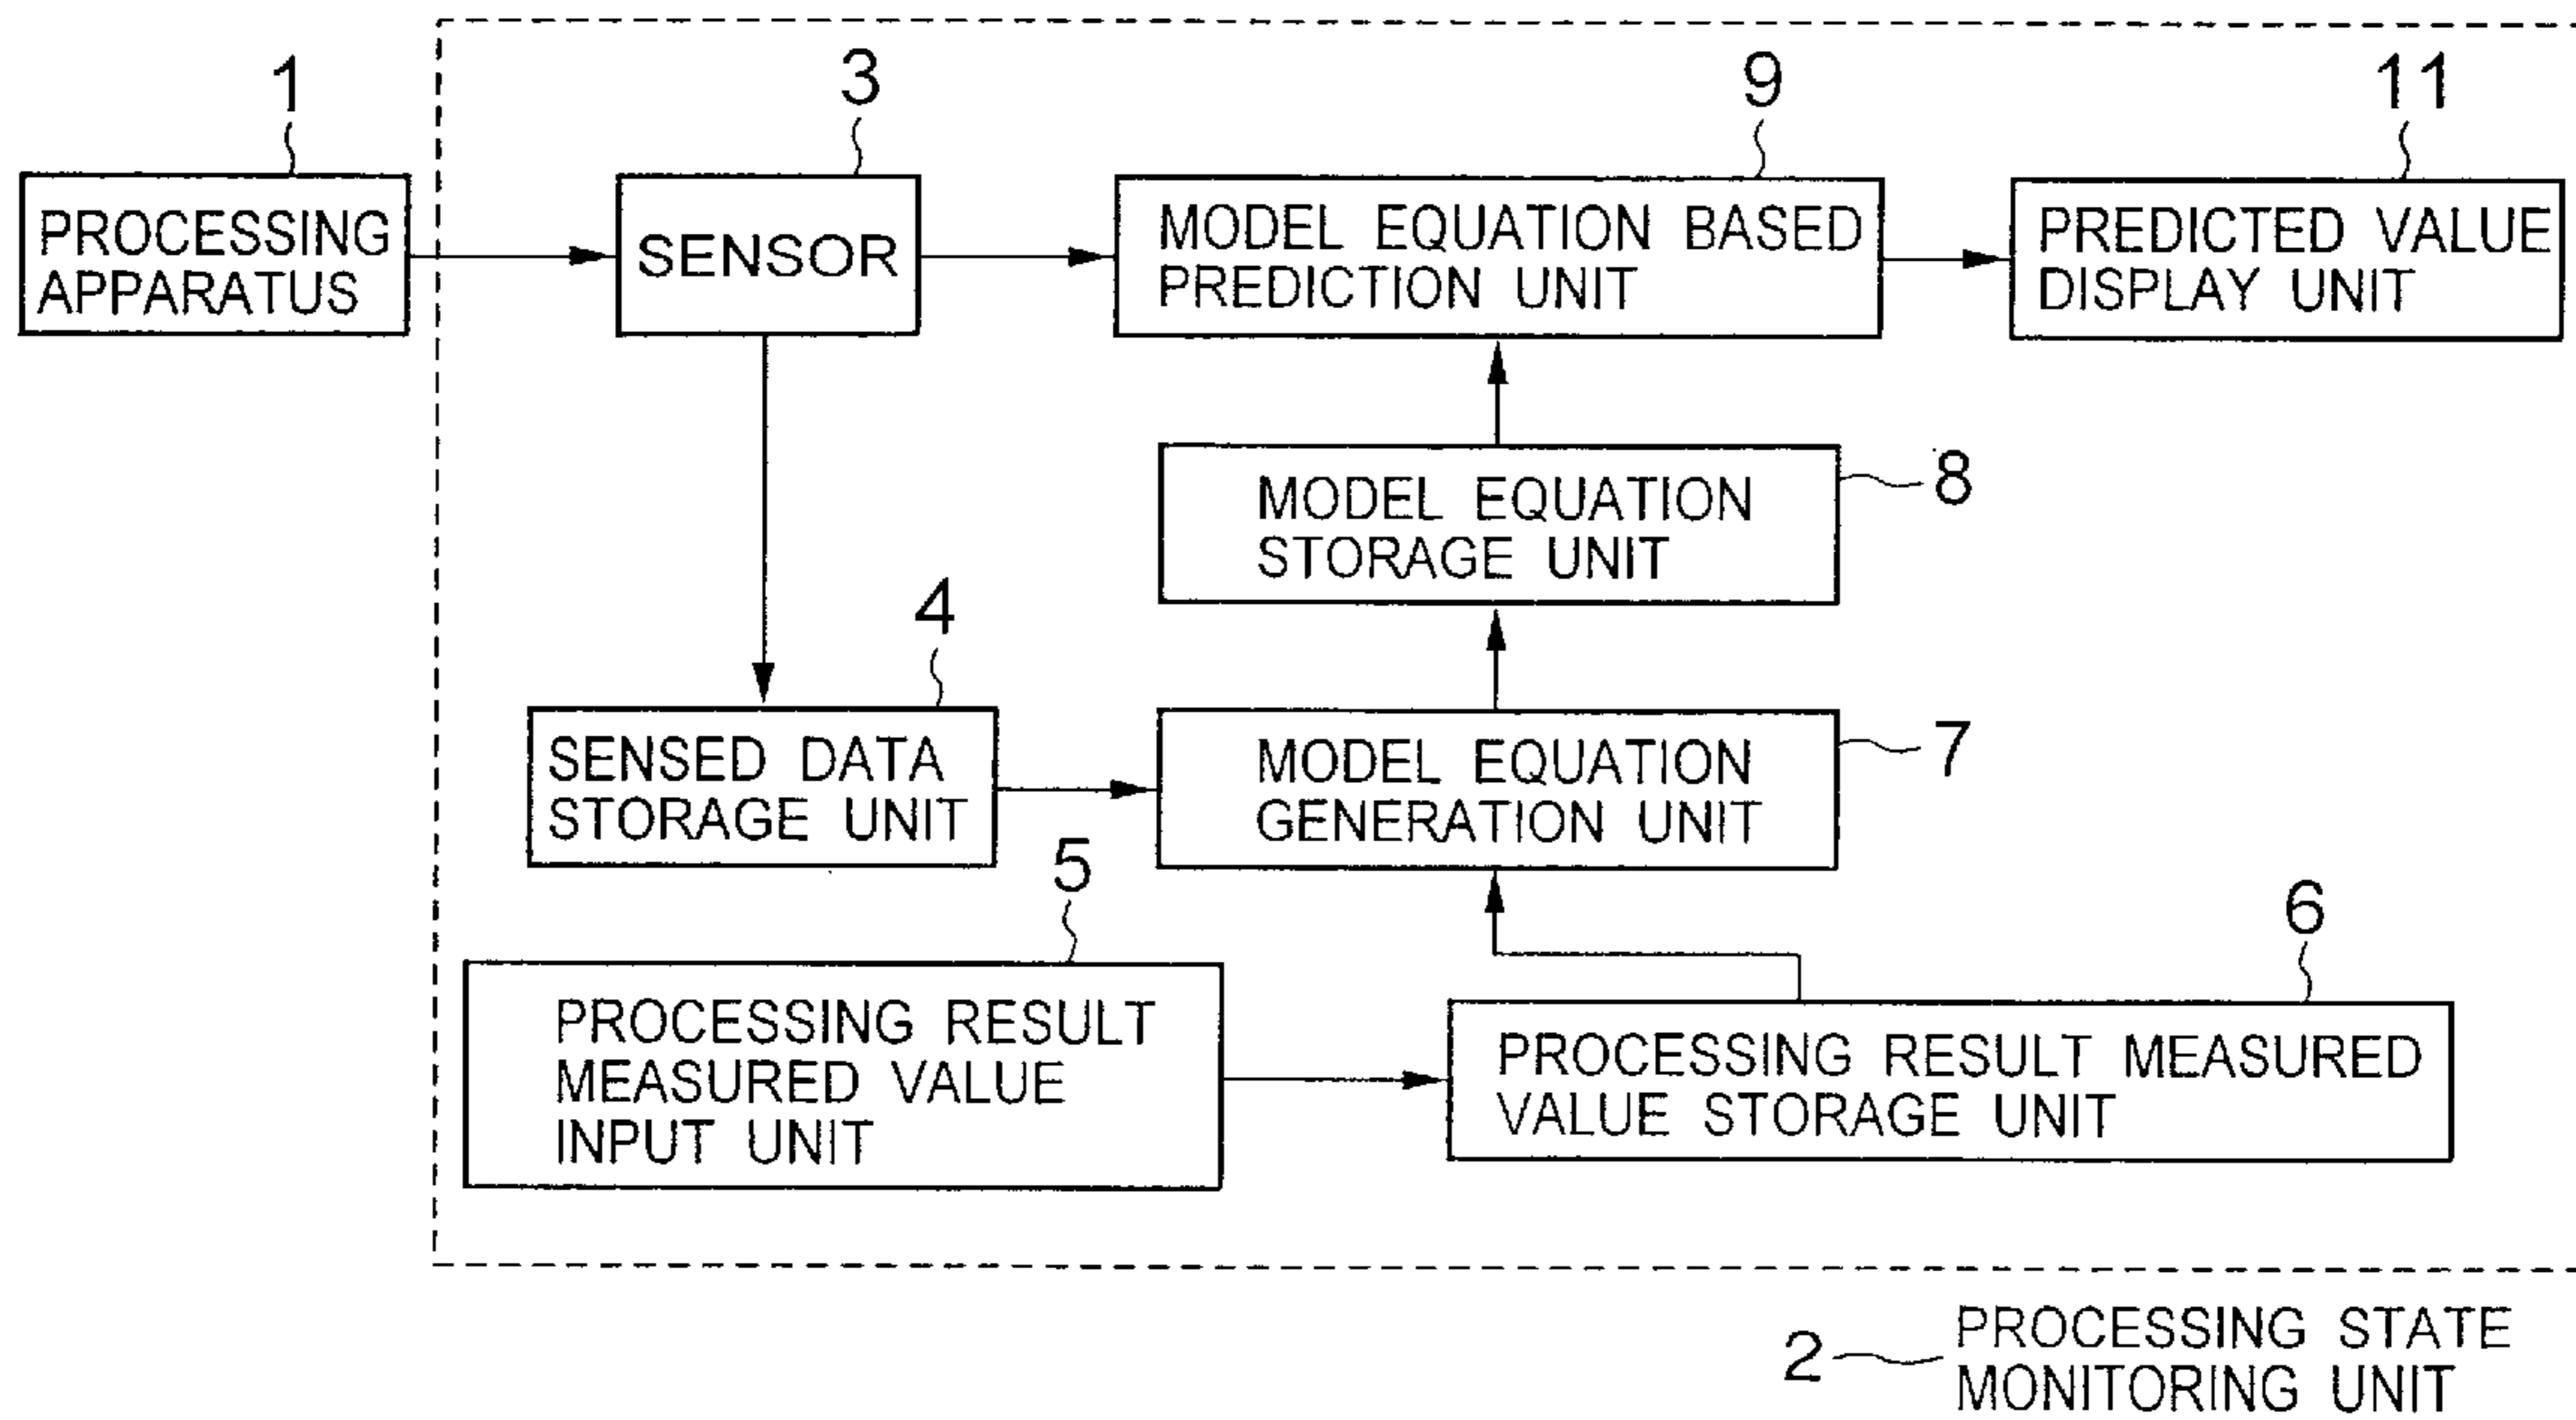 1
3
9
11
PROCESSING
APPARATUS
SENSOR
MODEL EQUATION BASED
PREDICTION UNIT
PREDICTED VALUE
DISPLAY UNIT
8
MODEL EQUATION
STORAGE UNIT
4
SENSED DATA
STORAGE UNIT
7
MODEL EQUATION
GENERATION UNIT
5
PROCESSING RESULT
MEASURED VALUE
INPUT UNIT
6
PROCESSING RESULT MEASURED
VALUE STORAGE UNIT
2
PROCESSING STATE
MONITORING UNIT